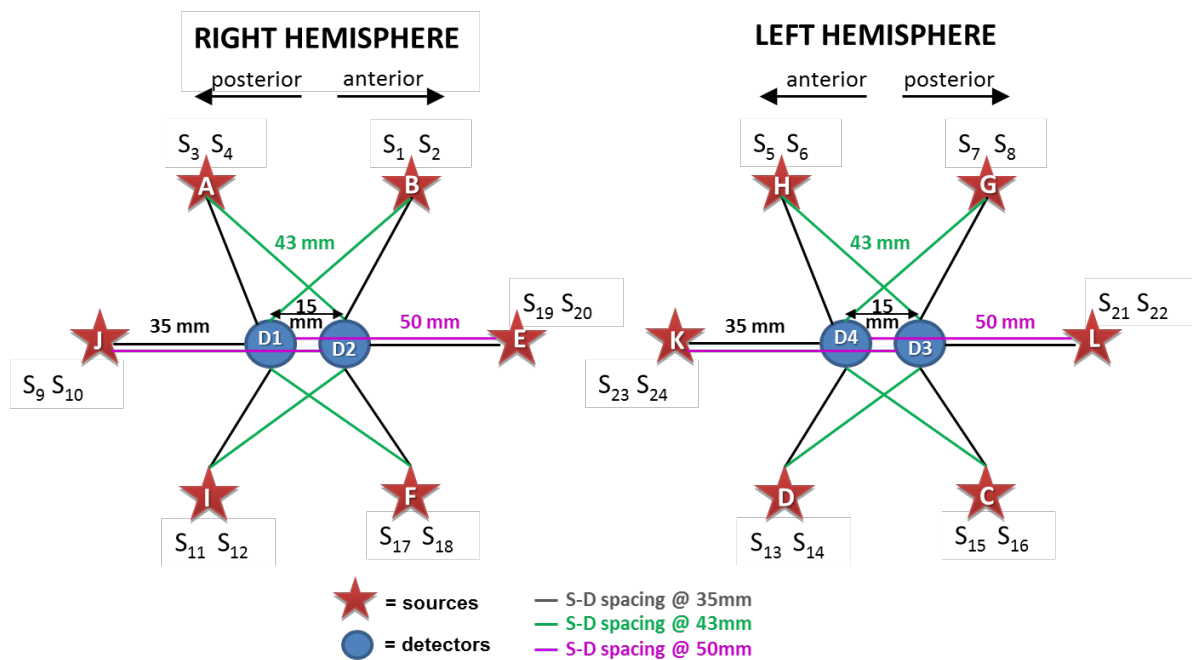 RIGHT HEMISPHERE
LEFT HEMISPHERE
posterior anterior
anterior posterior
S3 S4
S1 S2
S5 S6
S7 S8
A
B
H
G
43 mm
43 mm
S19 S20
S21 S22
15
mm
15
mm
35 mm
50 mm
35 mm
50 mm
J
D1
D2
E
K
D4
D3
L
S9 S10
S23 S24
I
F
D
C
S11 S12
S17 S18
S13 S14
S15 S16
= sources
= detectors
S-D spacing @ 35mm
S-D spacing @ 43mm
S-D spacing @ 50mm